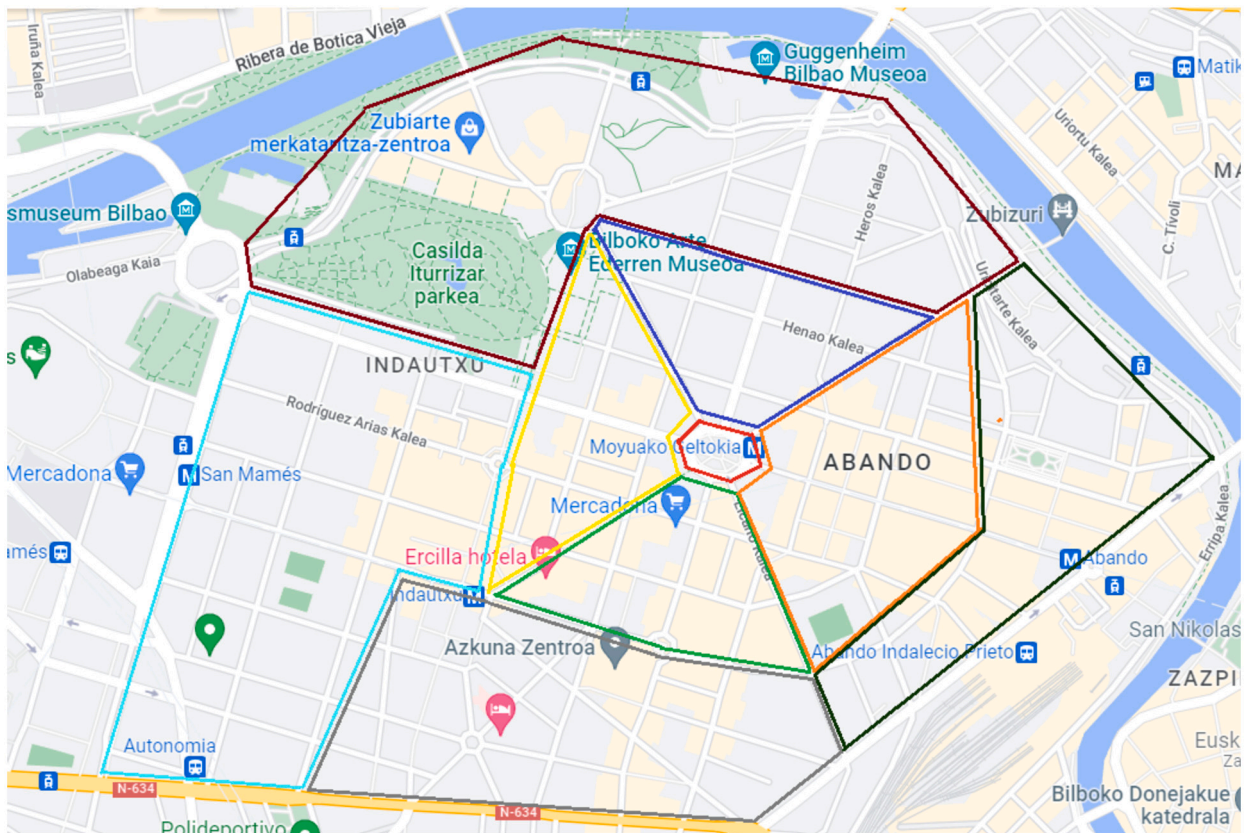 Iruña Kalea
Ribera de Botica Vieja
Guggenheim
Bilbao Museoa
Matik
Zubiarte
merkataritza-zentroa
Uriortu Kalea
MA
smuseum Bilbao
Heros Kalea
Zubizuri
C. Tivoli
Olabeaga Kaia
Casilda
Iturrizar
parkea
Bilboko Arte
Ederren Museoa
Uribitarte Kalea
Henao Kalea
s
INDAUTXU
Rodríguez Arias Kalea
Moyuako Geltokia
M
ABANDO
Mercadona
M
San Mamés
Mercadona
Ercilla hotela
Elcano Kalea
Erripa Kalea
amés
M
Abando
Indautxu
M
San Nikolas
Azkuna Zentroa
Abando Indalecio Prieto
ZAZPI
Autonomia
Eusk
Za
N-634
N-634
Bilboko Donejakue
katedrala
Polideportivo